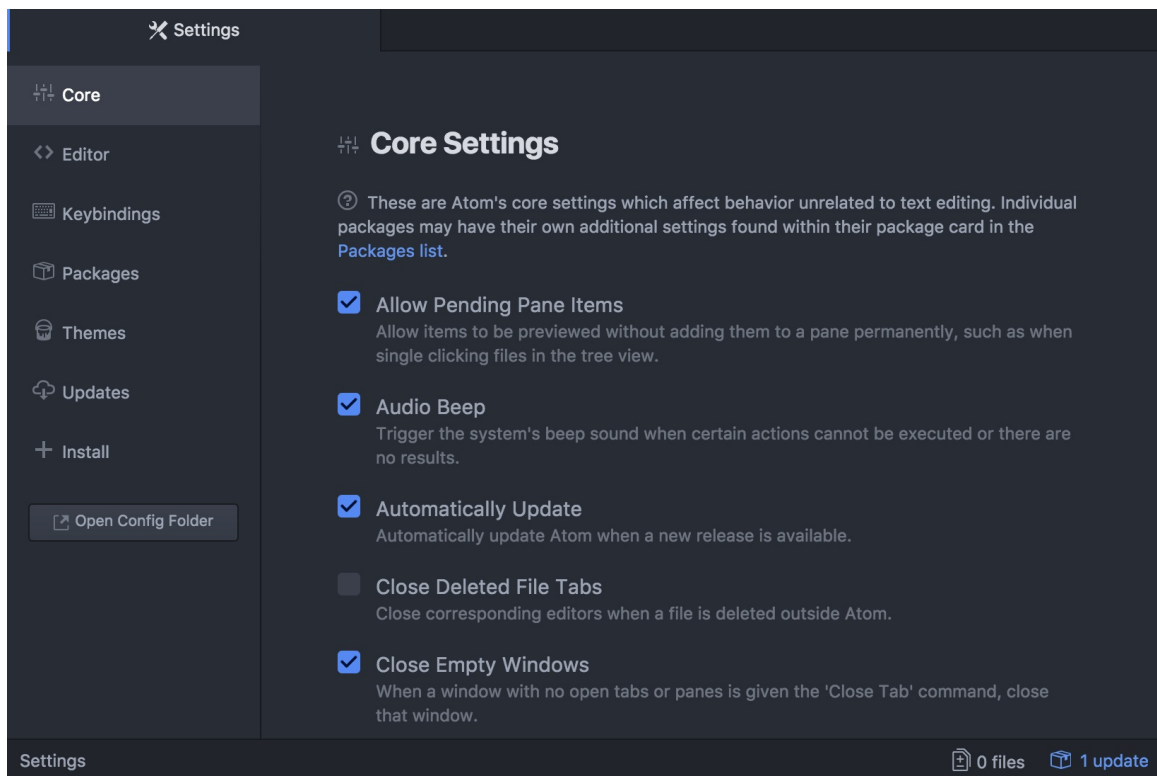 Settings
Core
Editor
Keybindings
Packages
Themes
Updates
Install
Open Config Folder
Core Settings
These are Atom's core settings which affect behavior unrelated to text editing. Individual
packages may have their own additional settings found within their package card in the
Packages list.
Allow Pending Pane Items
Allow items to be previewed without adding them to a pane permanently, such as when
single clicking files in the tree view.
Audio Beep
Trigger the system's beep sound when certain actions cannot be executed or there are
no results.
Automatically Update
Automatically update Atom when a new release is available.
Close Deleted File Tabs
Close corresponding editors when a file is deleted outside Atom.
Close Empty Windows
When a window with no open tabs or panes is given the 'Close Tab' command, close
that window.
Settings
0 files
1 update